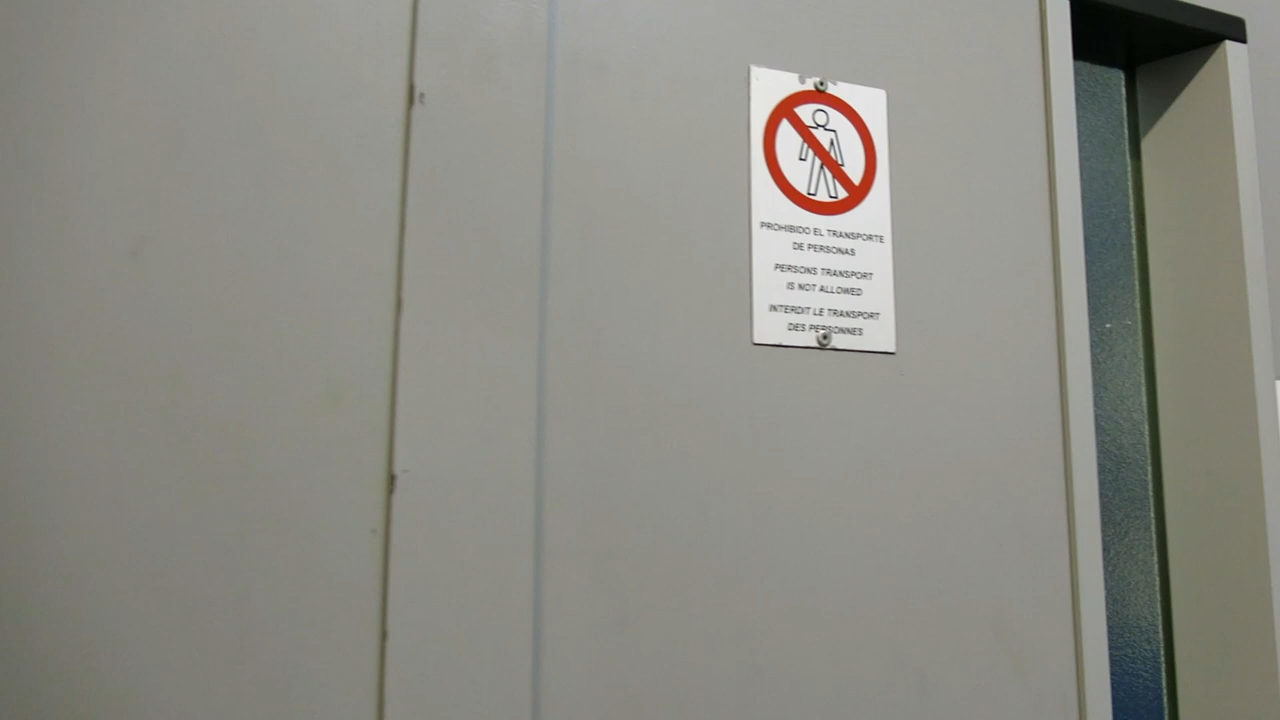 PROHIBIDO EL TRANSPORTE
DE PERSONAS
PERSONS TRANSPORT
IS NOT ALLOWED
INTERDIT LE TRANSPORT
DES PERSONNES